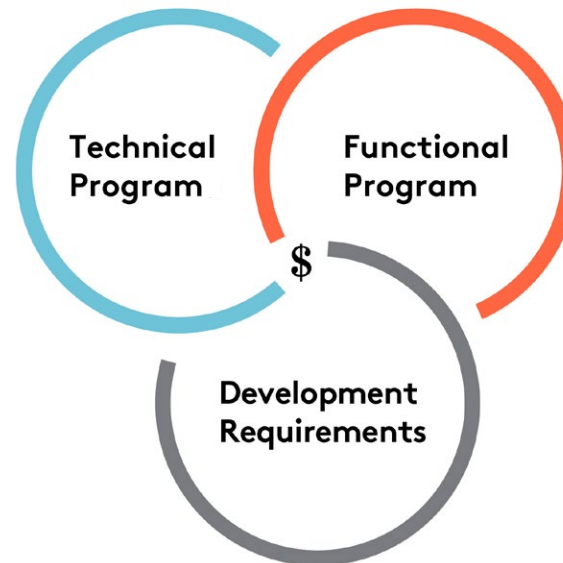 Technical
Program
Functional
Program
$
Development
Requirements